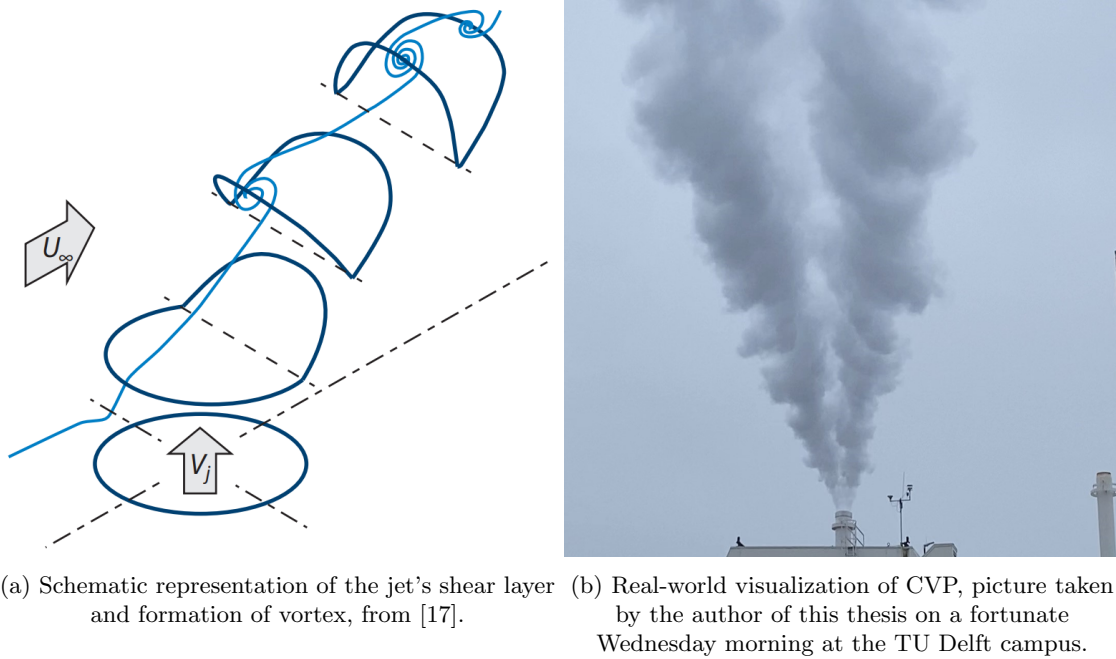 U∞
Vj
(a) Schematic representation of the jet's shear layer
and formation of vortex, from [17].
(b) Real-world visualization of CVP, picture taken
by the author of this thesis on a fortunate
Wednesday morning at the TU Delft campus.